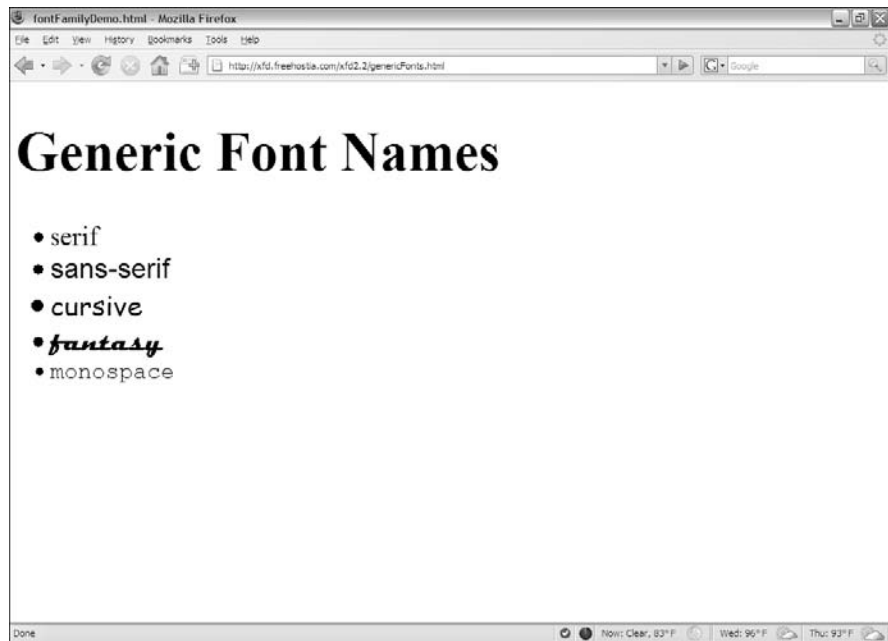 fontFamilyDemo.html - Mozilla Firefox
File Edit View History Bookmarks Tools Help
http://xfd.freehostia.com/xfd2.2/genericFonts.html
G Google
Generic Font Names
• serif
• sans-serif
• cursive
• fantasy
• monospace
Done Now: Clear, 83° F Wed: 96° F Thu: 93° F